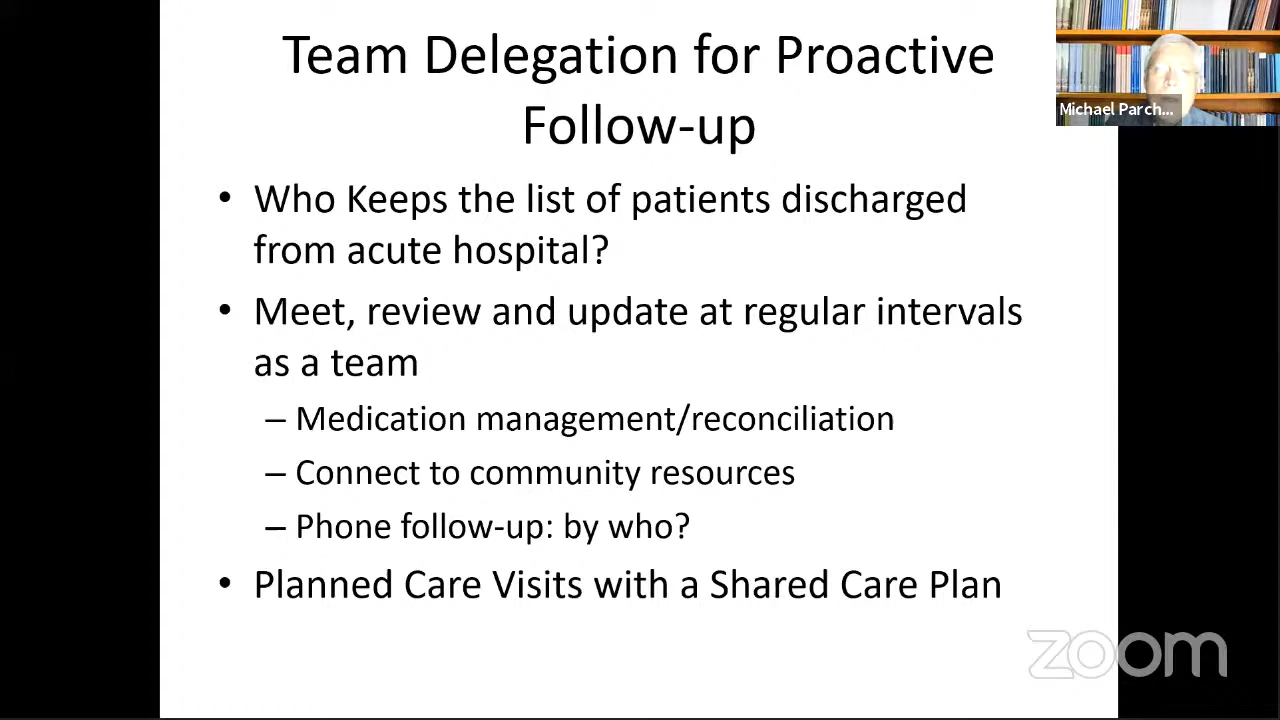 Team Delegation for Proactive
Follow-up
Michael Parch...
• Who Keeps the list of patients discharged
from acute hospital?
• Meet, review and update at regular intervals
as a team
– Medication management/reconciliation
– Connect to community resources
– Phone follow-up: by who?
• Planned Care Visits with a Shared Care Plan
zoom